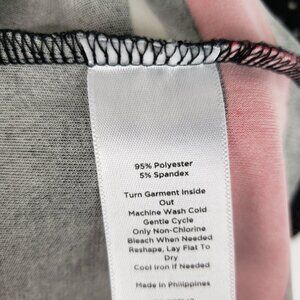 95% Polyester
5% Spandex
Turn Garment Inside
Out
Machine Wash Cold
Gentle Cycle
Only Non-Chlorine
Bleach When Needed
Reshape, Lay Flat To
Dry
Cool Iron if Needed
Made In Philippines